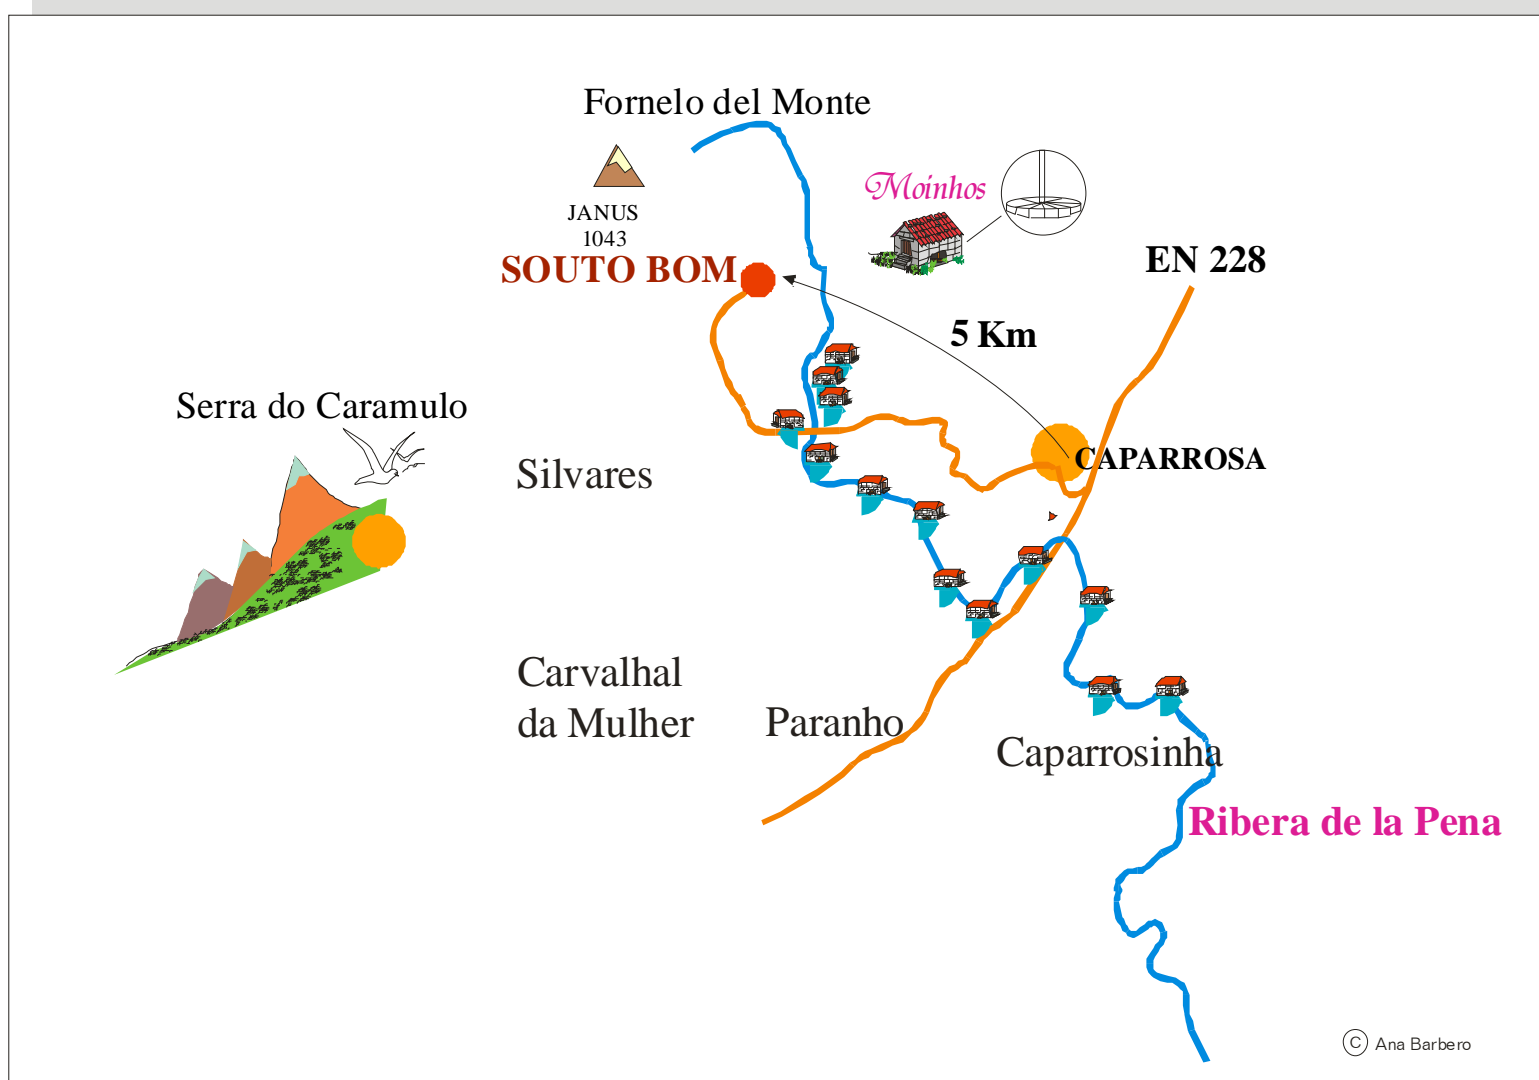 Fornelo del Monte
Moinhos
JANUS
1043
SOUTO BOM
EN 228
5 Km
Serra do Caramulo
CAPARROSA
Silvares
Carvalhal
da Mulher
Paranho
Caparrosinha
Ribera de la Pena
C Ana Barbero